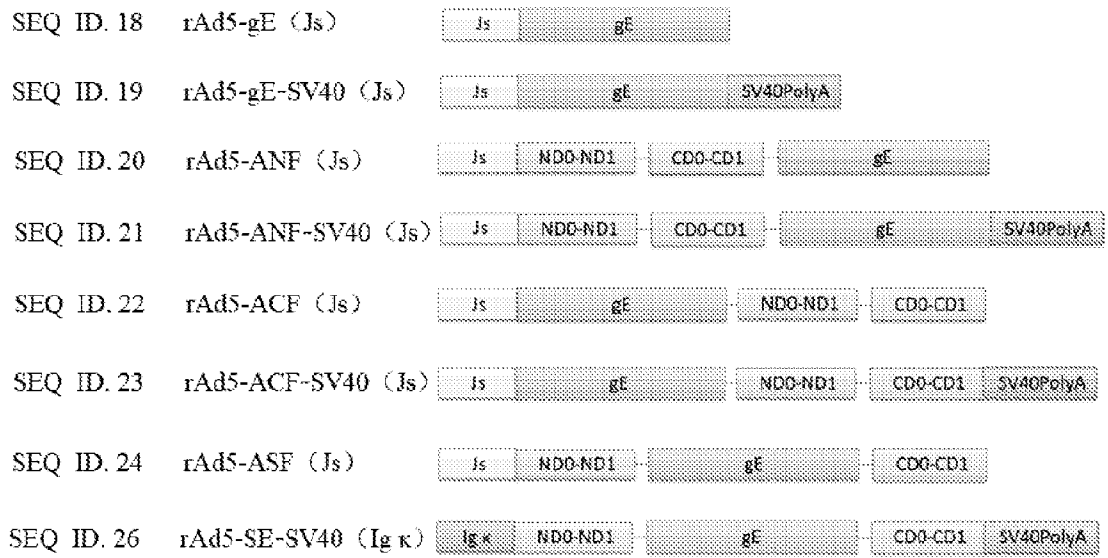 SEQ ID. 18 rAd5-gE (Js) Js gE
SEQ ID. 19 rAd5-gE-SV40 (Js) Js gE SV40PolyA
SEQ ID. 20 rAd5-ANF (Js) Js ND0-ND1 CD0-CD1 gE
SEQ ID. 21 rAd5-ANF-SV40 (Js) Js ND0-ND1 CD0-CD1 gE SV40PolyA
SEQ ID. 22 rAd5-ACF (Js) Js gE ND0-ND1 CD0-CD1
SEQ ID. 23 rAd5-ACF-SV40 (Js) Js gE ND0-ND1 CD0-CD1 SV40PolyA
SEQ ID. 24 rAd5-ASF (Js) Js ND0-ND1 gE CD0-CD1
SEQ ID. 26 rAd5-SE-SV40 (Ig κ) Ig κ ND0-ND1 gE CD0-CD1 SV40PolyA